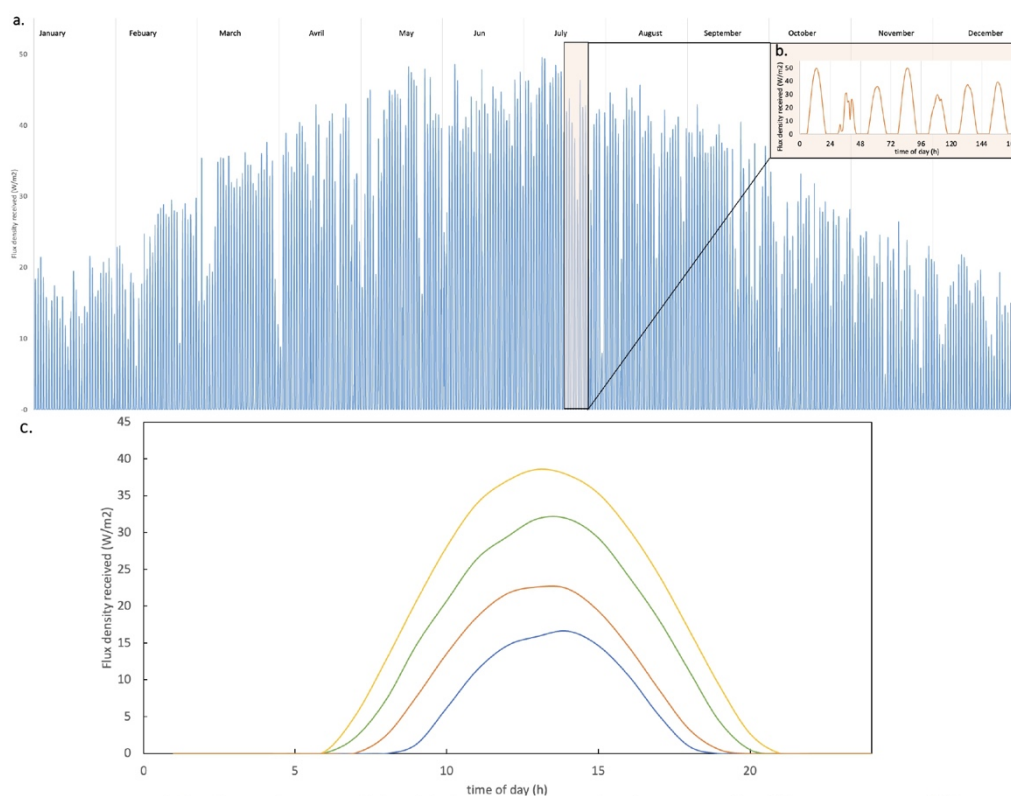 a.
January Febuary March Avril May Jun July August September October November December
Flux density received (W/m2)
50
40
30
20
10
-0
b.
Flux density received (W/m2)
50
40
30
20
10
0
0 24 48 72 96 120 144
time of day (h)
c.
Flux density received (W/m2)
45
40
35
30
25
20
15
10
5
0
0 5 10 15 20
time of day (h)